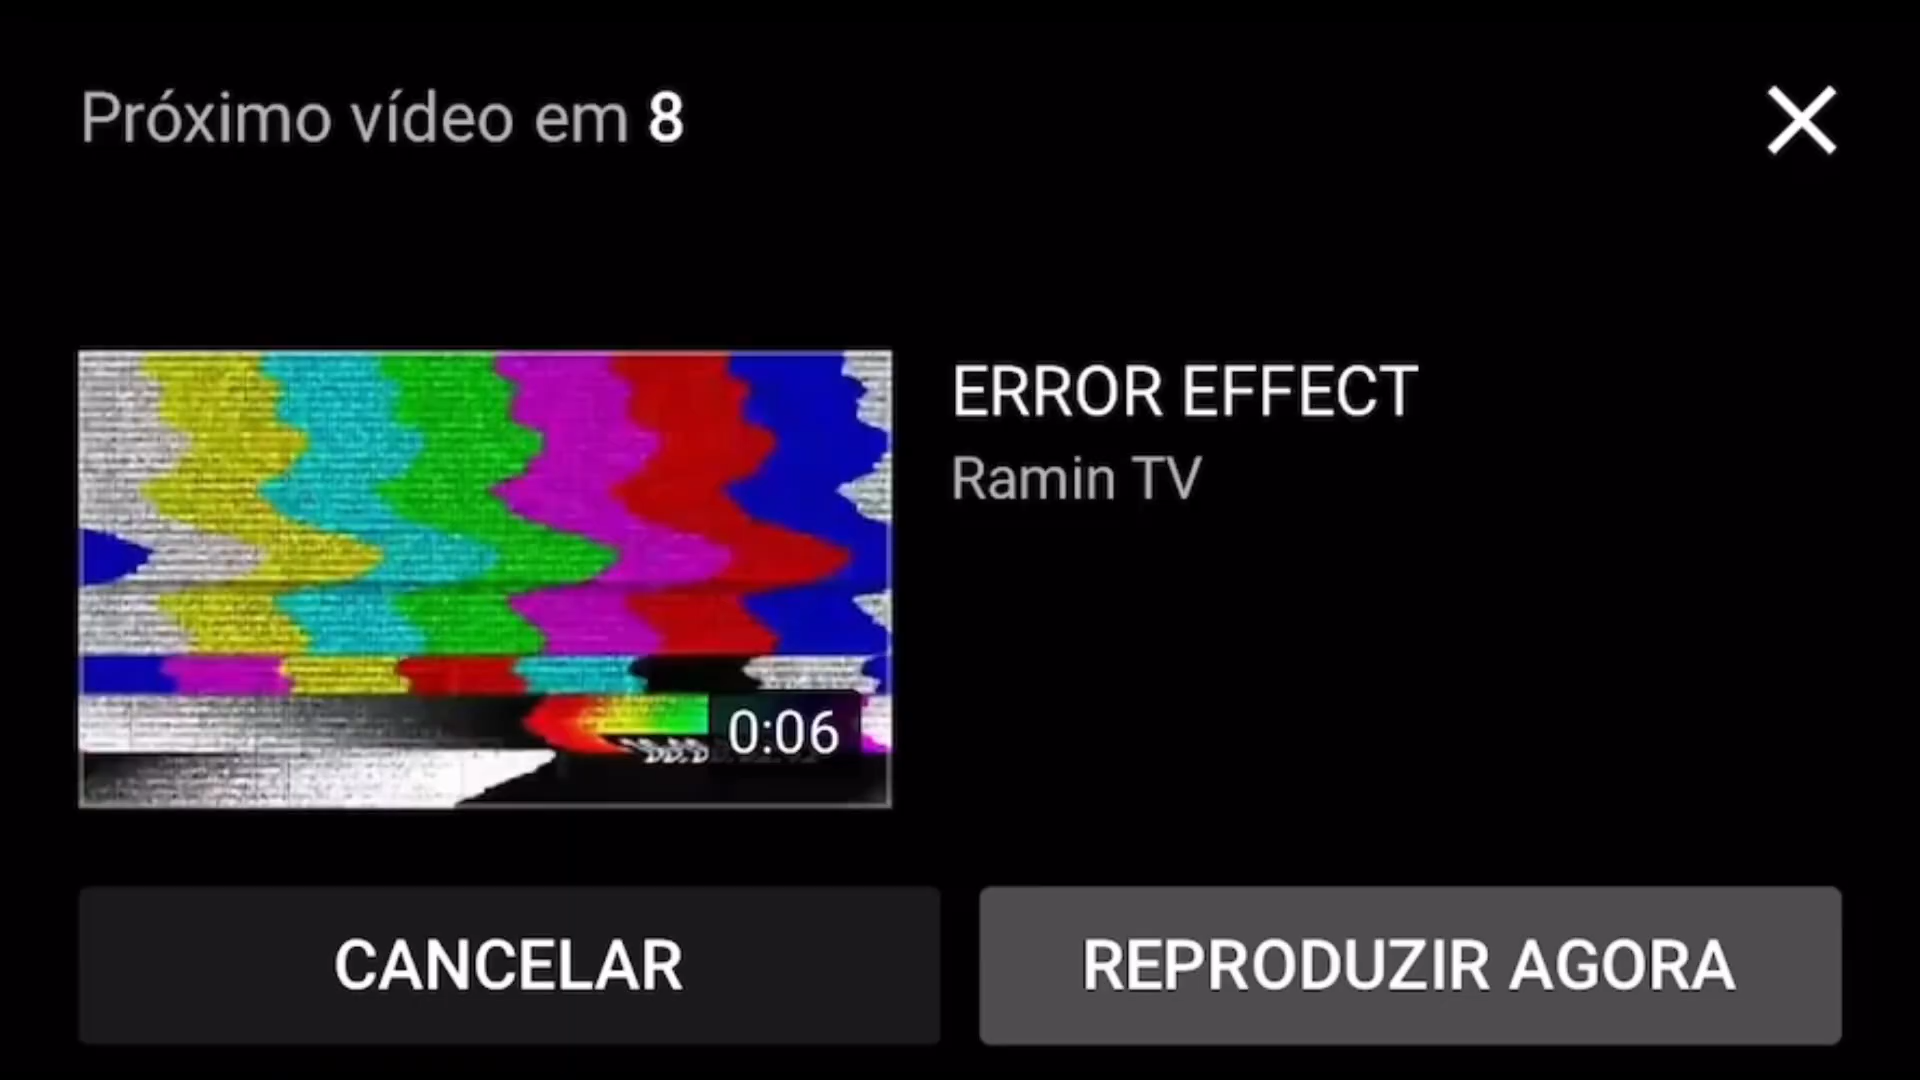 Próximo vídeo em 8
ERROR EFFECT
Ramin TV
0:06
CANCELAR
REPRODUZIR AGORA